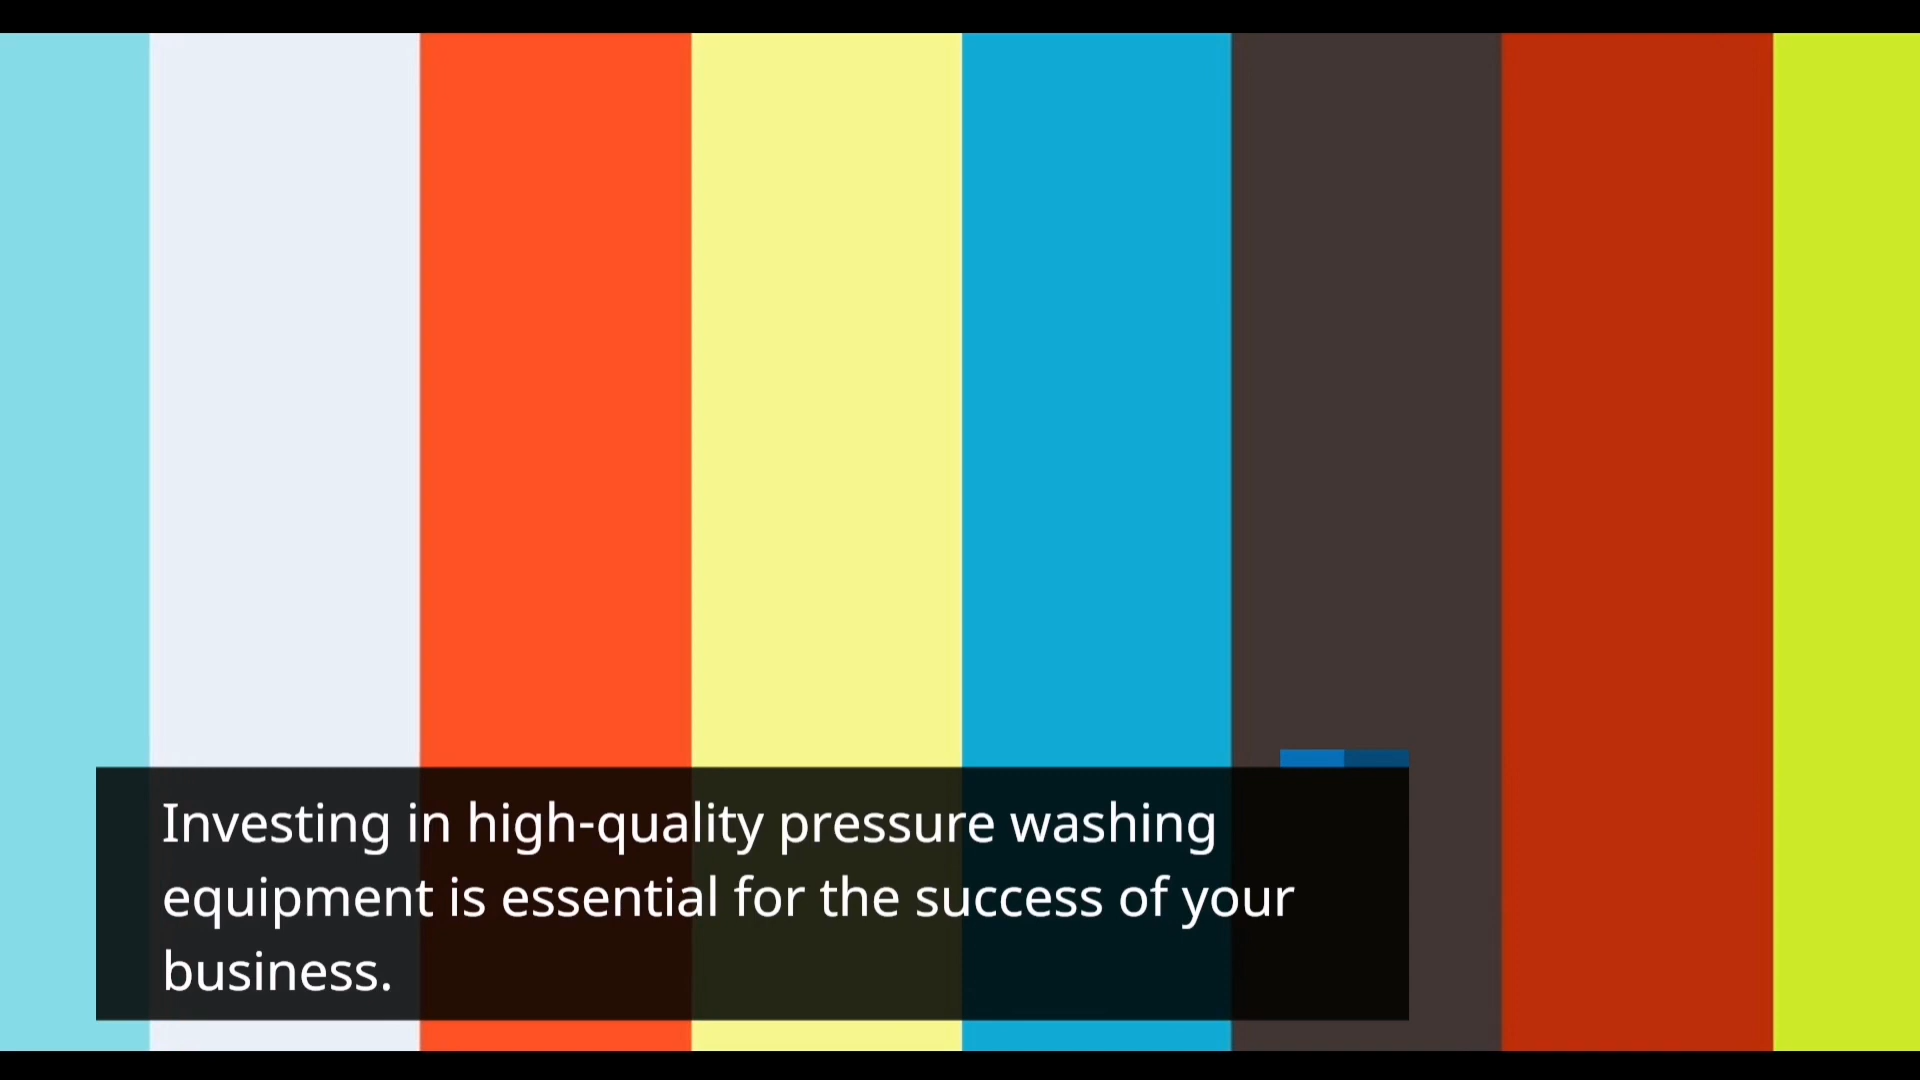 Investing in high-quality pressure washing
equipment is essential for the success of your
business.